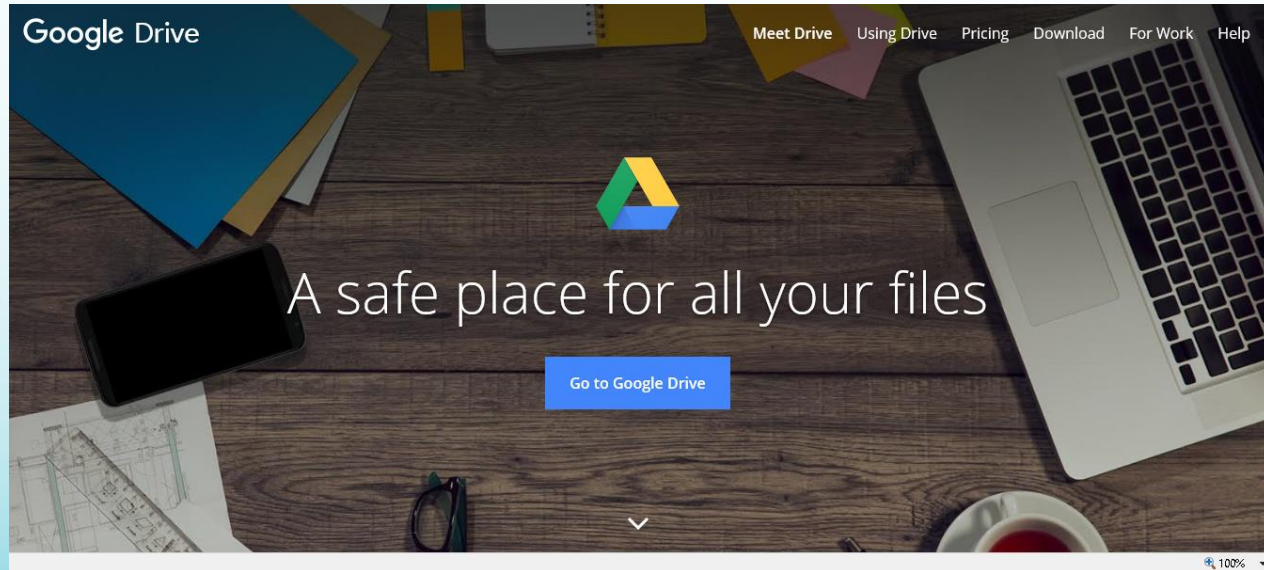 Google Drive
Meet Drive Using Drive Pricing Download For Work Help
A safe place for all your files
Go to Google Drive
100%